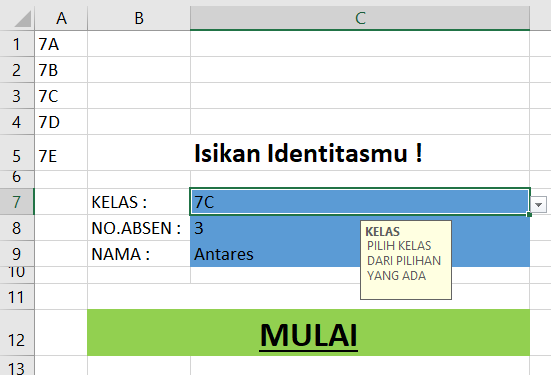 A B C
1 7A
2 7B
3 7C
4 7D
5 7E Isikan Identitasmu !
6
7 KELAS : 7C
8 NO.ABSEN : 3
9 NAMA : Antares
KELAS
PILIH KELAS
DARI PILIHAN
YANG ADA
10
11
12 MULAI
13